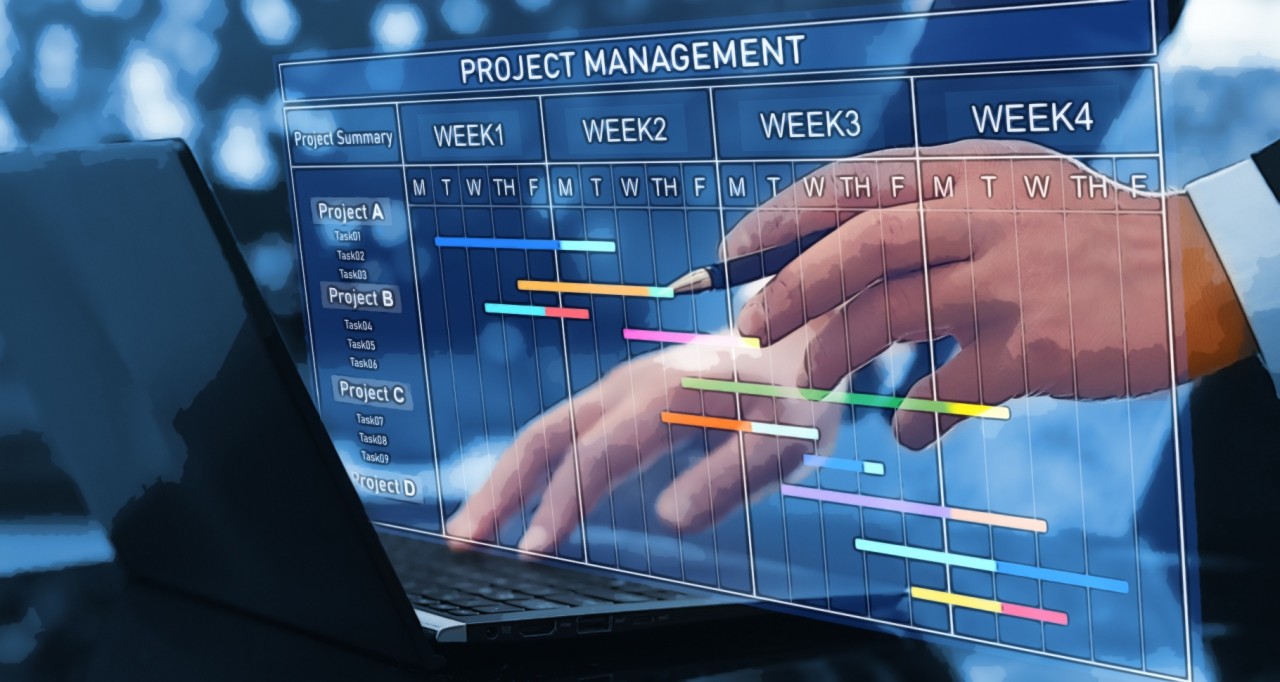 PROJECT MANAGEMENT
Project Summary WEEK1 WEEK2 WEEK3 WEEK4
M T W TH F M T W TH F M T W TH F M T W TH F
Project A
Task01
Task02
Task03
Project B
Task04
Task05
Task06
Project C
Task07
Task08
Task09
Project D